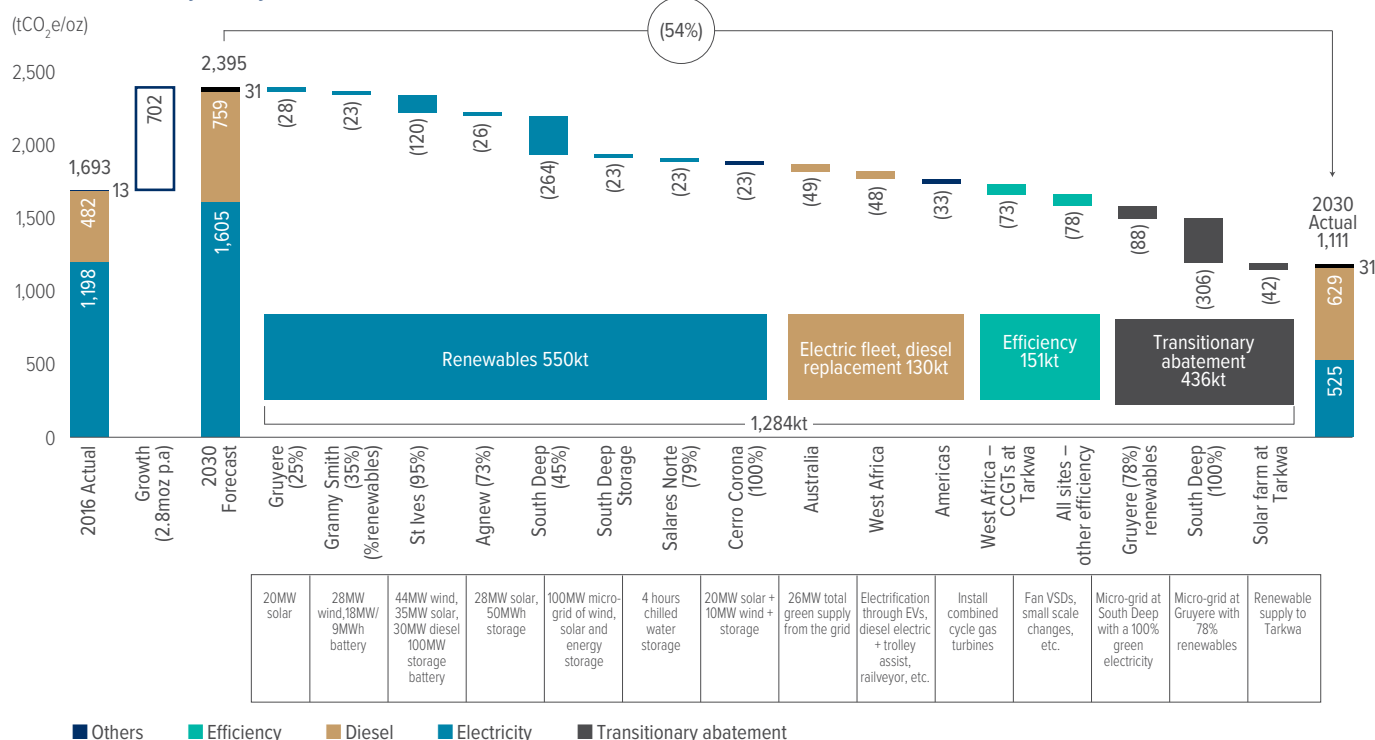 (tCO₂e/oz)
2,500
2,000
1,500
1,000
500
0
(54%)
1,693
13
482
1,198
702
2,395
31
759
1,605
(28)
(23)
(120)
(26)
(264)
(23)
(23)
(23)
(49)
(48)
(33)
(73)
(78)
(88)
(306)
(42)
2030
Actual
1,111
31
629
525
Renewables 550kt
Electric fleet, diesel
replacement 130kt
Efficiency
151kt
Transitionary
abatement
436kt
1,284kt
2016 Actual
Growth
(2.8moz p.a)
2030
Forecast
Gruyere
(25%)
Granny Smith
(35%)
(%renewables)
St Ives (95%)
Agnew (73%)
South Deep
(45%)
South Deep
Storage
Salares Norte
(79%)
Cerro Corona
(100%)
Australia
West Africa
Americas
West Africa –
CCGTs at
Tarkwa
All sites –
other efficiency
Gruyere (78%)
renewables
South Deep
(100%)
Solar farm at
Tarkwa
20MW
solar
28MW
wind,18MW/
9MWh
battery
44MW wind,
35MW solar,
30MW diesel
100MW
storage
battery
28MW solar,
50MWh
storage
100MW micro-
grid of wind,
solar and
energy
storage
4 hours
chilled
water
storage
20MW solar +
10MW wind +
storage
26MW total
green supply
from the grid
Electrification
through EVs,
diesel electric
+ trolley
assist,
railveyor, etc.
Install
combined
cycle gas
turbines
Fan VSDs,
small scale
changes,
etc.
Micro-grid at
South Deep
with a 100%
green
electricity
Micro-grid at
Gruyere with
78%
renewables
Renewable
supply to
Tarkwa
Others
Efficiency
Diesel
Electricity
Transitionary abatement